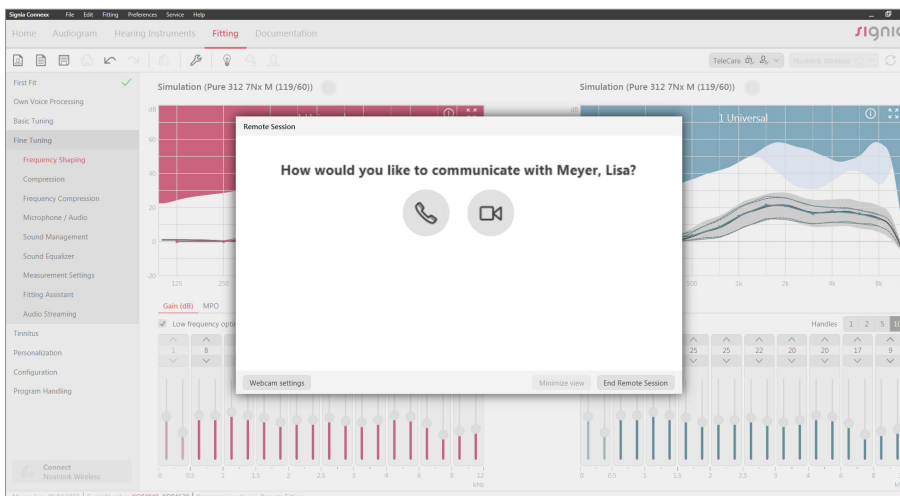 Signia Connexx File Edit Fitting Preferences Service Help
Home Audiogram Hearing Instruments Fitting Documentation
TeleCare Noahlink Wireless
First Fit
Own Voice Processing
Basic Tuning
Fine Tuning
Frequency Shaping
Compression
Frequency Compression
Microphone / Audio
Sound Management
Sound Equalizer
Measurement Settings
Fitting Assistant
Audio Streaming
Tinnitus
Personalization
Configuration
Program Handling
Connect
Noahlink Wireless
Simulation (Pure 312 7Nx M (119/60))
Simulation (Pure 312 7Nx M (119/60))
dB
60
40
20
0
-20
125 250
1 Universal
500 1k 2k 4k 8k
Remote Session
How would you like to communicate with Meyer, Lisa?
Webcam settings Minimize view End Remote Session
Gain (dB) MPO
Low frequency opti
1 8
Handles 1 2 5 10
25 25 22 20 20 17 9
0 0.5 1 1.5 2 2.5 3 4 6 8 12
kHz
0 0.5 1 1.5 2 2.5 3 4 6 8